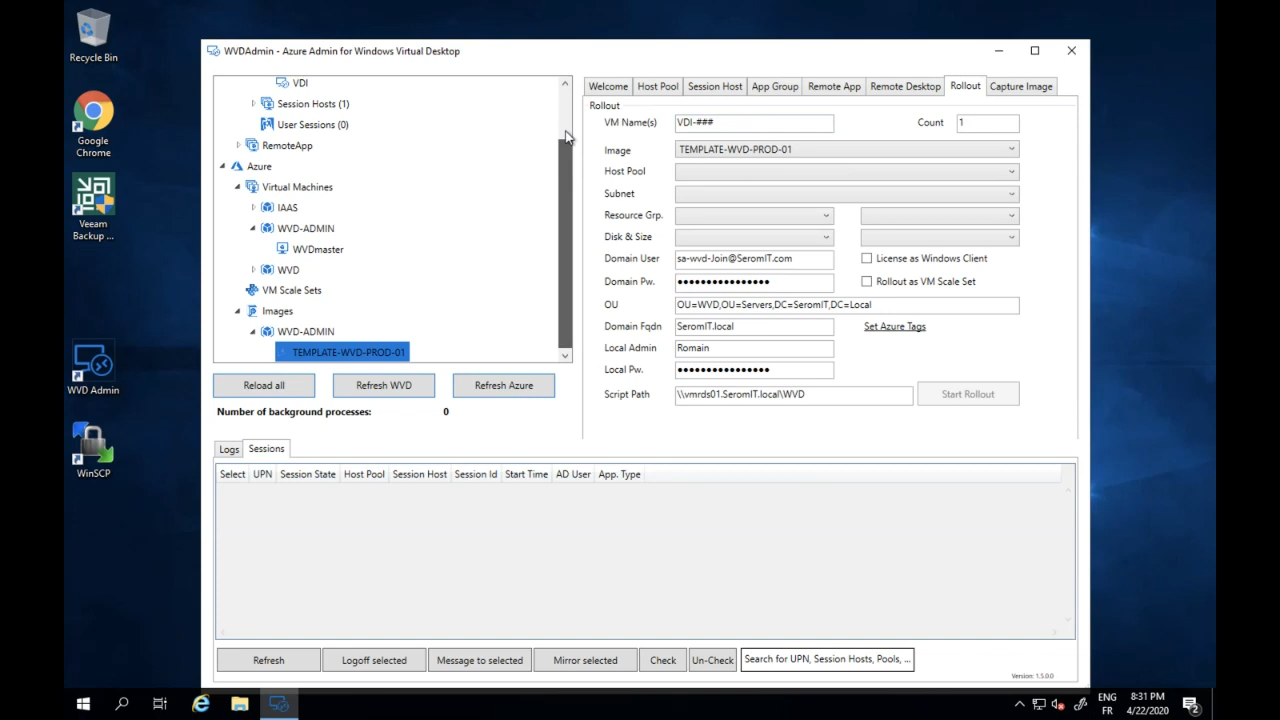 Recycle Bin
Google
Chrome
Veeam
Backup ...
WVD Admin
WinSCP
WVDAdmin - Azure Admin for Windows Virtual Desktop
VDI
Session Hosts (1)
User Sessions (0)
RemoteApp
Azure
Virtual Machines
IAAS
WVD-ADMIN
WVDmaster
WVD
VM Scale Sets
Images
WVD-ADMIN
TEMPLATE-WVD-PROD-01
Reload all
Refresh WVD
Refresh Azure
Number of background processes: 0
Welcome
Host Pool
Session Host
App Group
Remote App
Remote Desktop
Rollout
Capture Image
Rollout
VM Name(s) VDI-### Count 1
Image TEMPLATE-WVD-PROD-01
Host Pool
Subnet
Resource Grp.
Disk & Size
Domain User sa-wvd-Join@SeromIT.com License as Windows Client
Domain Pw. •••••••••••••••• Rollout as VM Scale Set
OU OU=WVD,OU=Servers,DC=SeromIT,DC=Local
Domain Fqdn SeromIT.local Set Azure Tags
Local Admin Romain
Local Pw. ••••••••••••••••
Script Path \\vmrds01.SeromIT.local\WVD Start Rollout
Logs Sessions
Select UPN Session State Host Pool Session Host Session Id Start Time AD User App. Type
Refresh Logoff selected Message to selected Mirror selected Check Un-Check Search for UPN, Session Hosts, Pools, ...
Version: 1.5.0.0
ENG
FR
8:31 PM
4/22/2020
2